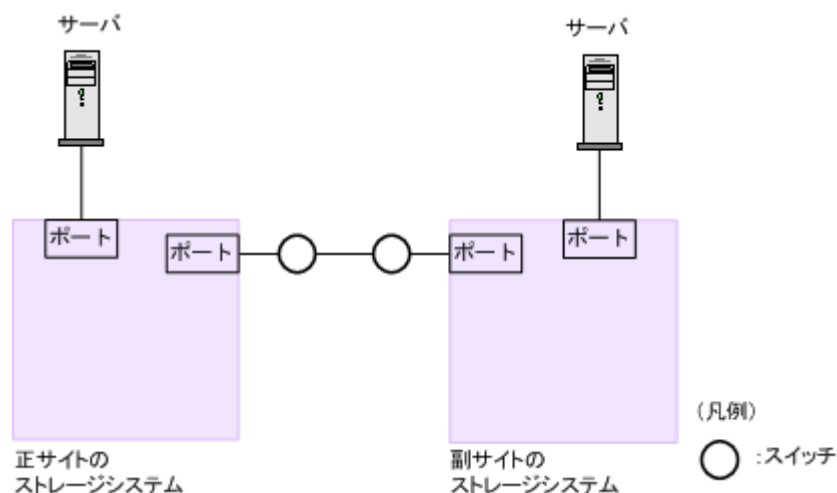 サーバ
サーバ
ポート
ポート
ポート
ポート
正サイトの
ストレージシステム
副サイトの
ストレージシステム
(凡例)
:スイッチ